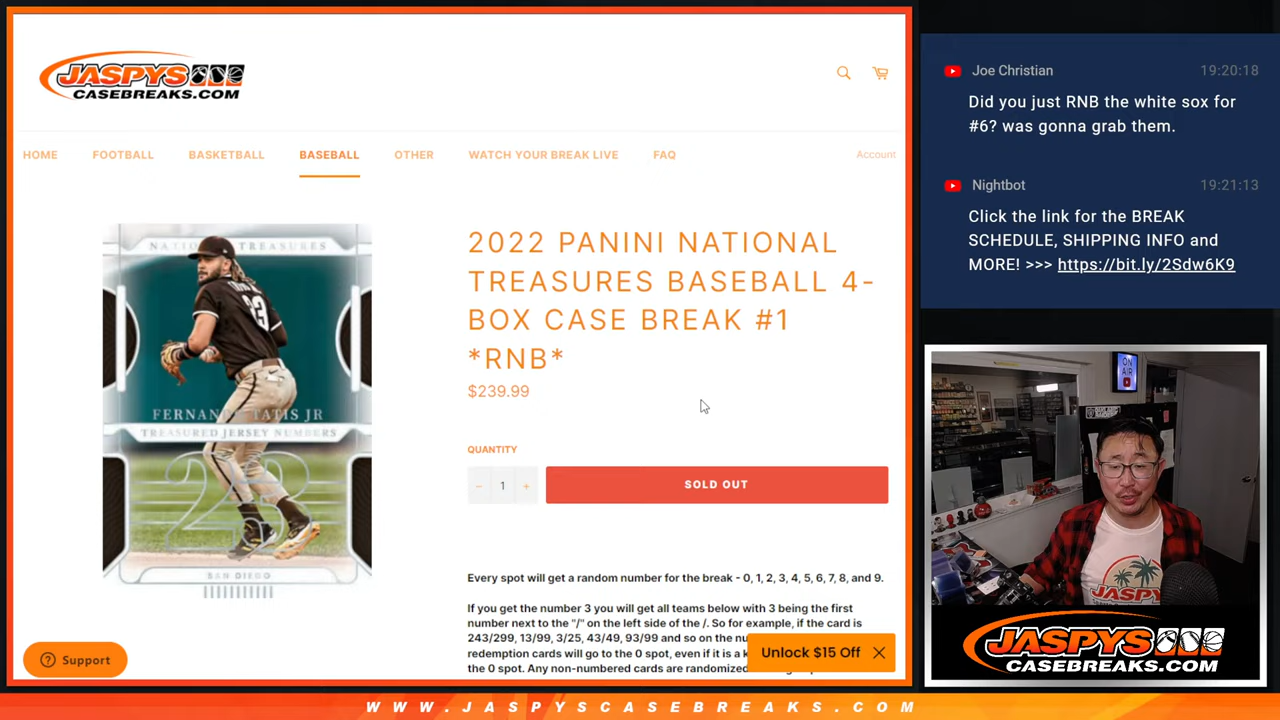 JASPYS
CASEBREAKS.COM
HOME FOOTBALL BASKETBALL BASEBALL OTHER WATCH YOUR BREAK LIVE FAQ Account
NATIONAL TREASURES
FERNANDO TATIS JR
TREASURED JERSEY NUMBERS
23
SAN DIEGO
2022 PANINI NATIONAL
TREASURES BASEBALL 4-
BOX CASE BREAK #1
*RNB*
$239.99
QUANTITY
− 1 +
SOLD OUT
Every spot will get a random number for the break - 0, 1, 2, 3, 4, 5, 6, 7, 8, and 9.
If you get the number 3 you will get all teams below with 3 being the first
number next to the "/" on the left side of the /. So for example, if the card is
243/299, 13/99, 3/25, 43/49, 93/99 and so on the nu
redemption cards will go to the 0 spot, even if it is a
the 0 spot. Any non-numbered cards are randomized
Support
Unlock $15 Off
Joe Christian 19:20:18
Did you just RNB the white sox for
#6? was gonna grab them.
Nightbot 19:21:13
Click the link for the BREAK
SCHEDULE, SHIPPING INFO and
MORE! >>> https://bit.ly/2Sdw6K9
ON
AIR
JASPYS
JASPYS
CASEBREAKS.COM
WWW.JASPYSCASEBREAKS.COM